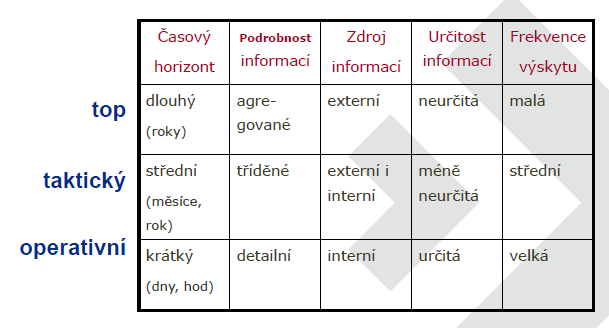 Časový Podrobnost Zdroj Určitost Frekvence
horizont informací informací informací výskytu
top dlouhý agre- externí neurčitá malá
(roky) gované
taktický střední tříděné externí i méně střední
(měsíce, interní neurčitá
rok)
operativní krátký detailní interní určitá velká
(dny, hod)